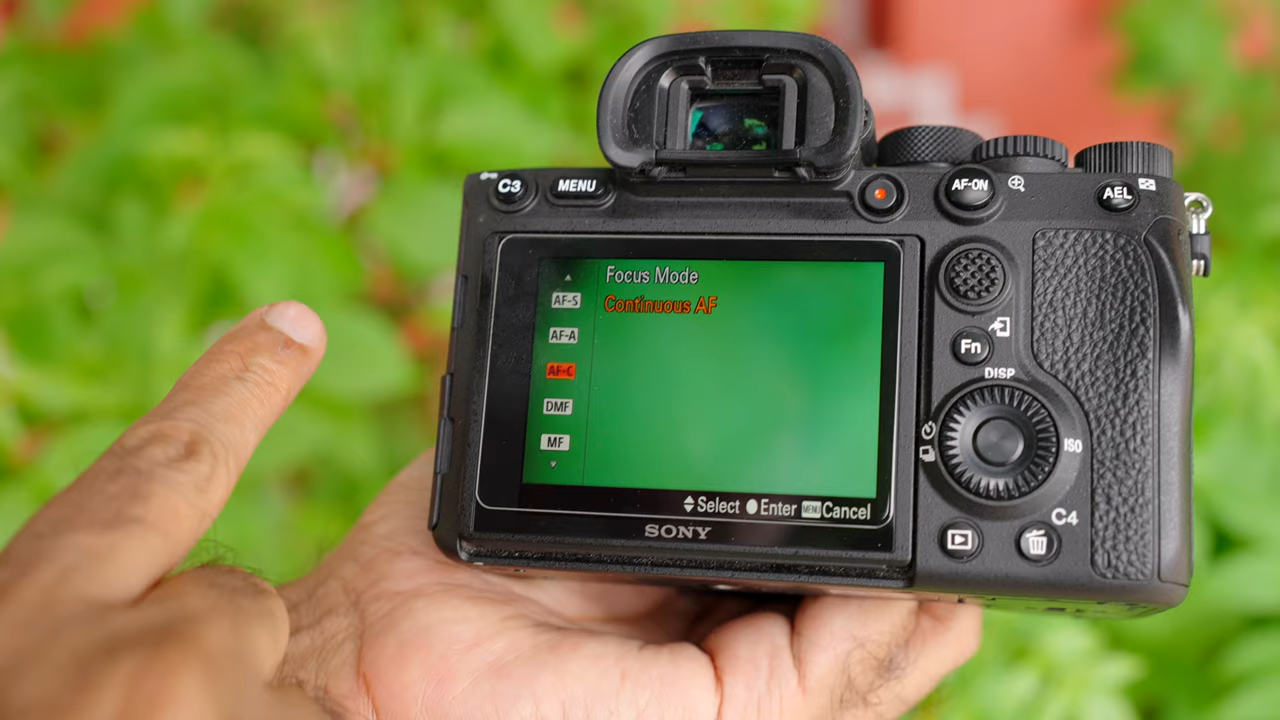 C3
MENU
AF-ON
AEL
Focus Mode
AF-S
Continuous AF
AF-A
AF-C
DMF
MF
Fn
DISP
ISO
Select Enter MENU Cancel
SONY
C4